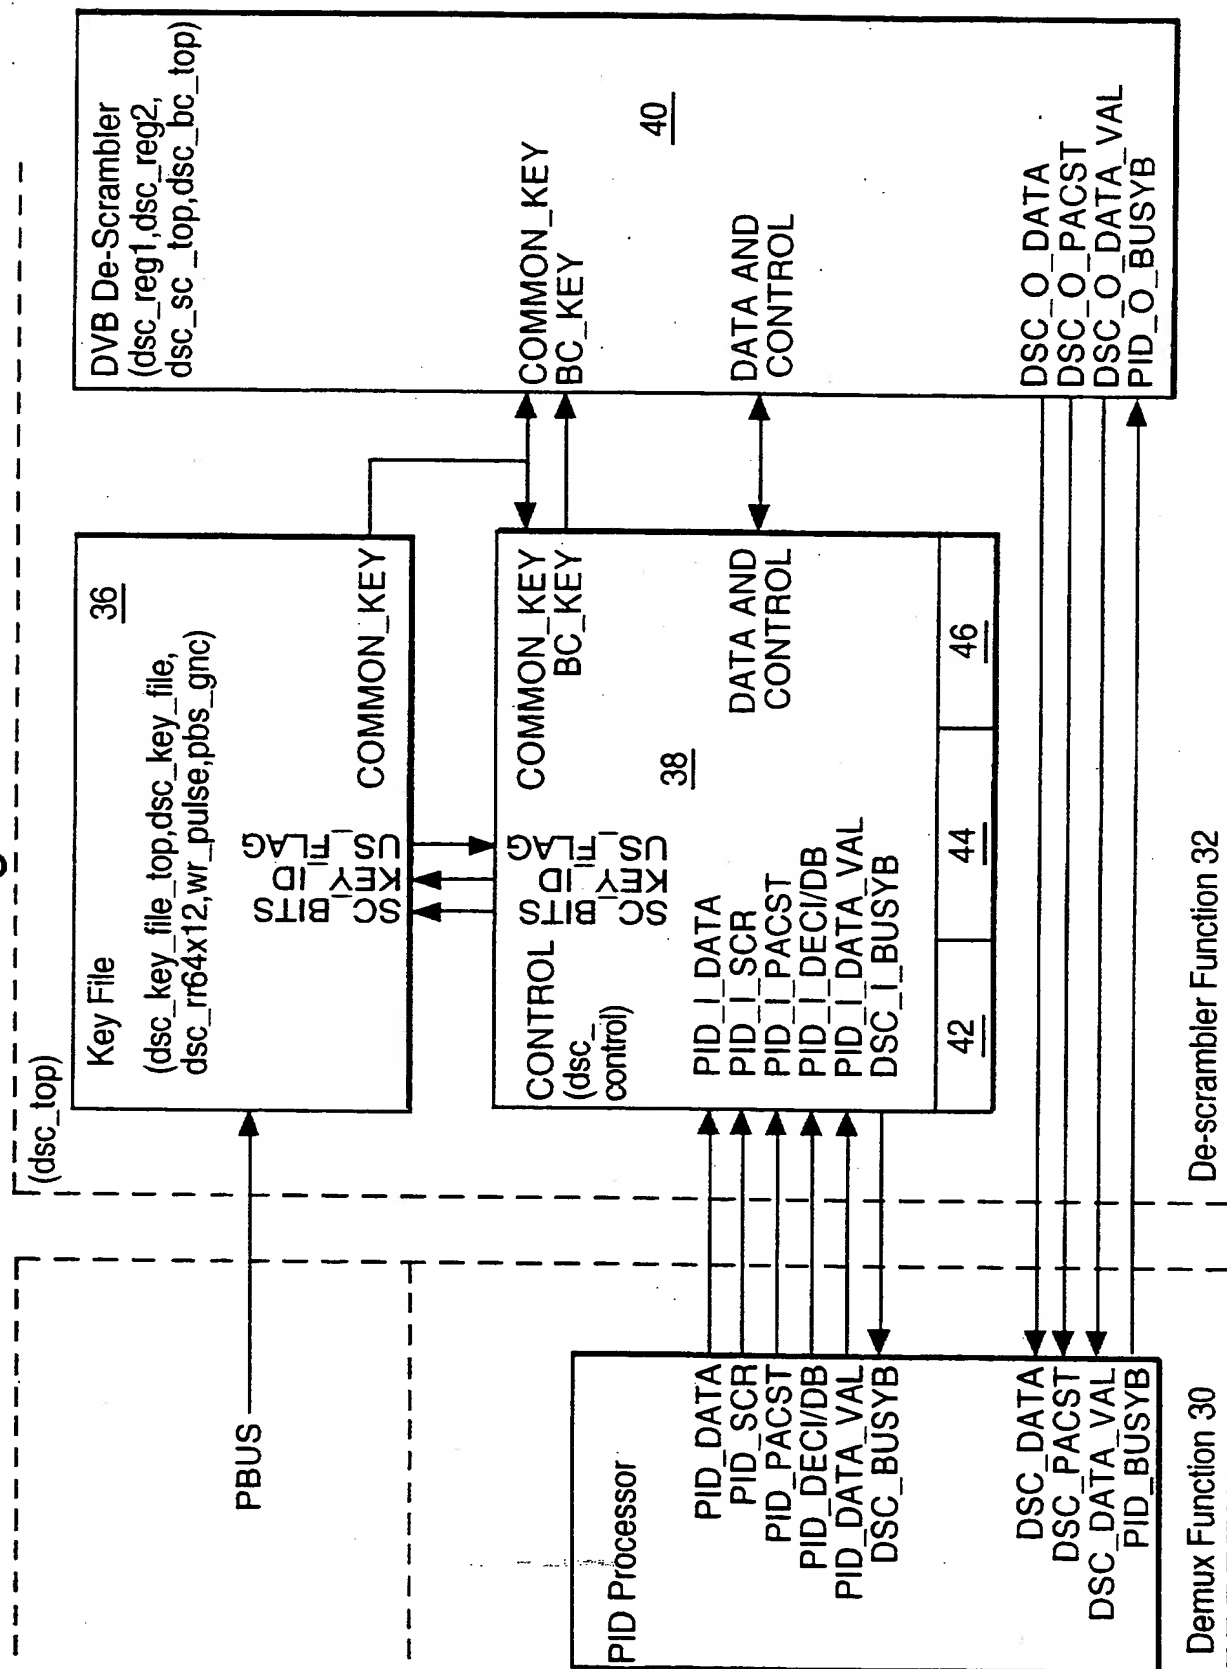 (dsc_top)
PBUS
Key File
36
(dsc_key_file_top,dsc_key_file,
dsc_rr64x12,wr_pulse,pbs_gnc)
SC_BITS
KEY_ID
US_FLAG
COMMON_KEY
DVB De-Scrambler
(dsc_reg1,dsc_reg2,
dsc_sc_top,dsc_bc_top)
40
COMMON_KEY
BC_KEY
DATA AND
CONTROL
DSC_O_DATA
DSC_O_PACST
DSC_O_DATA_VAL
PID_O_BUSYB
CONTROL
(dsc_
control)
SC_BITS
KEY_ID
US_FLAG
38
COMMON_KEY
BC_KEY
DATA AND
CONTROL
PID_I_DATA
PID_I_SCR
PID_I_PACST
PID_I_DECI/DB
PID_I_DATA_VAL
DSC_I_BUSYB
42
44
46
PID Processor
PID_DATA
PID_SCR
PID_PACST
PID_DECI/DB
PID_DATA_VAL
DSC_BUSYB
DSC_DATA
DSC_PACST
DSC_DATA_VAL
PID_BUSYB
Demux Function 30
De-scrambler Function 32